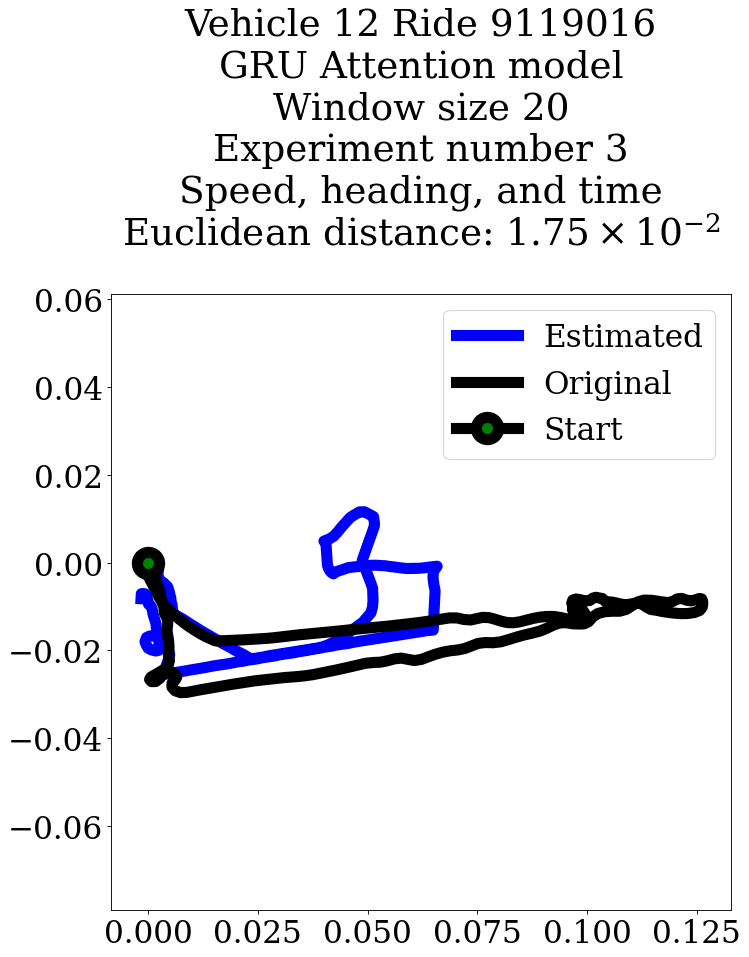 Vehicle 12 Ride 9119016
GRU Attention model
Window size 20
Experiment number 3
Speed, heading, and time
Euclidean distance: 1.75 × 10⁻²
0.06
Estimated
0.04
Original
Start
0.02
0.00
−0.02
−0.04
−0.06
0.000 0.025 0.050 0.075 0.100 0.125